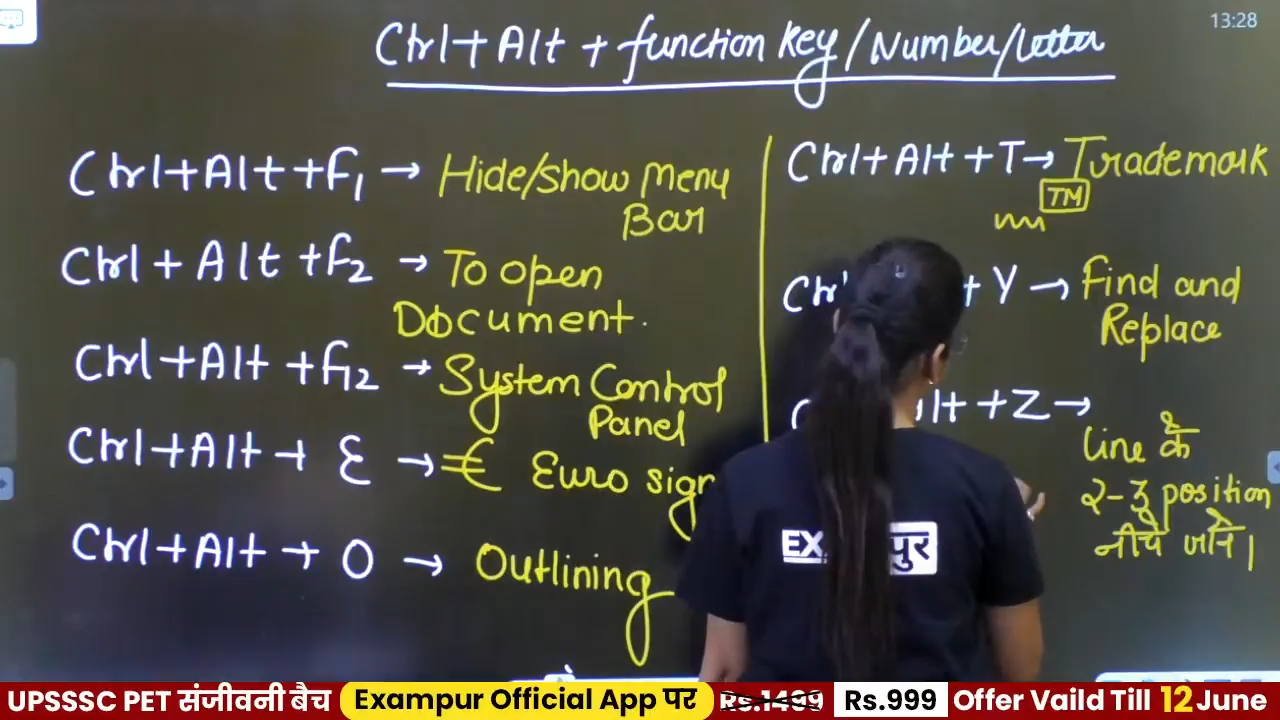 13:28
Ctrl+Alt + function key/Number/letter
Ctrl+Alt+F1 → Hide/show Menu
Bar
Ctrl + Alt +F2 → To open
Document.
Ctrl+Alt +F12 → System Control
Panel
Ctrl+Alt + E → € Euro sign
Ctrl+Alt + O → Outlining
Ctrl+Alt +T→ Trademark
TM
+ Y → Find and
Replace
+Z →
line के
२-३ position
नीचे जाने।
EX पुर
UPSSSC PET संजीवनी बैच Exampur Official App पर Rs.1499 Rs.999 Offer Vaild Till 12 June